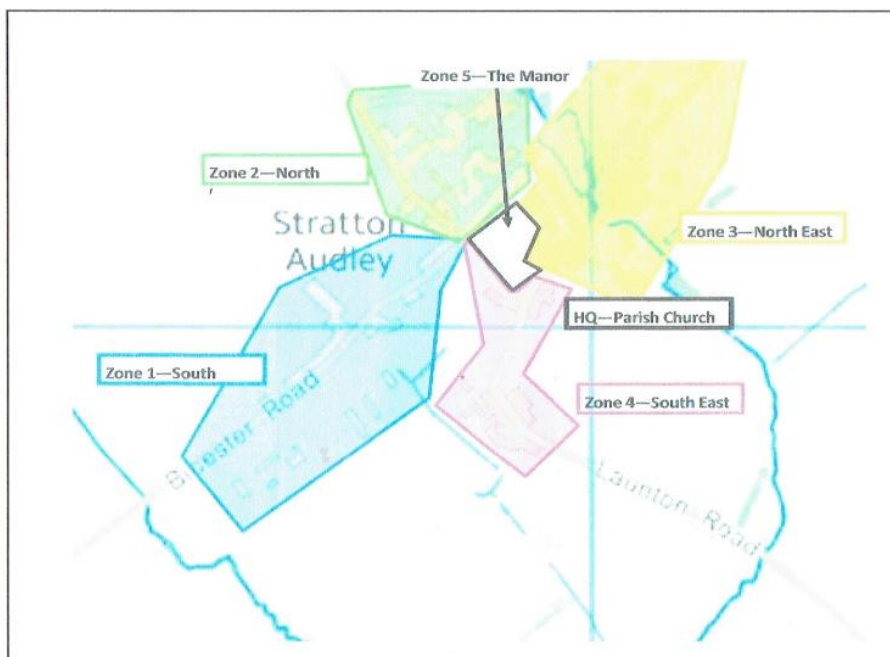 Zone 5—The Manor
Zone 2—North
Stratton
Audley
Zone 3—North East
HQ—Parish Church
Zone 1—South
Zone 4—South East
Bicester Road
Launton Road